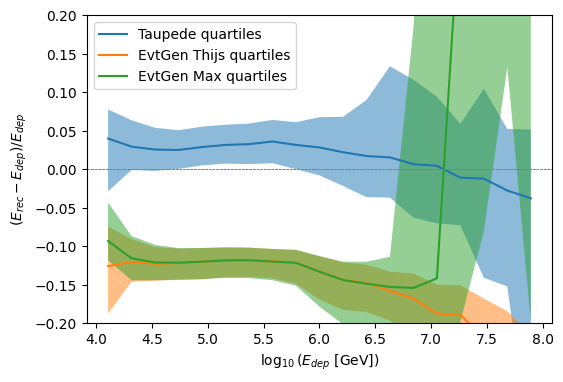 Taupede quartiles
EvtGen Thijs quartiles
EvtGen Max quartiles
0.20
0.15
0.10
0.05
0.00
−0.05
−0.10
−0.15
−0.20
(E_rec − E_dep)/E_dep
4.0 4.5 5.0 5.5 6.0 6.5 7.0 7.5 8.0
log₁₀ (E_dep [GeV])